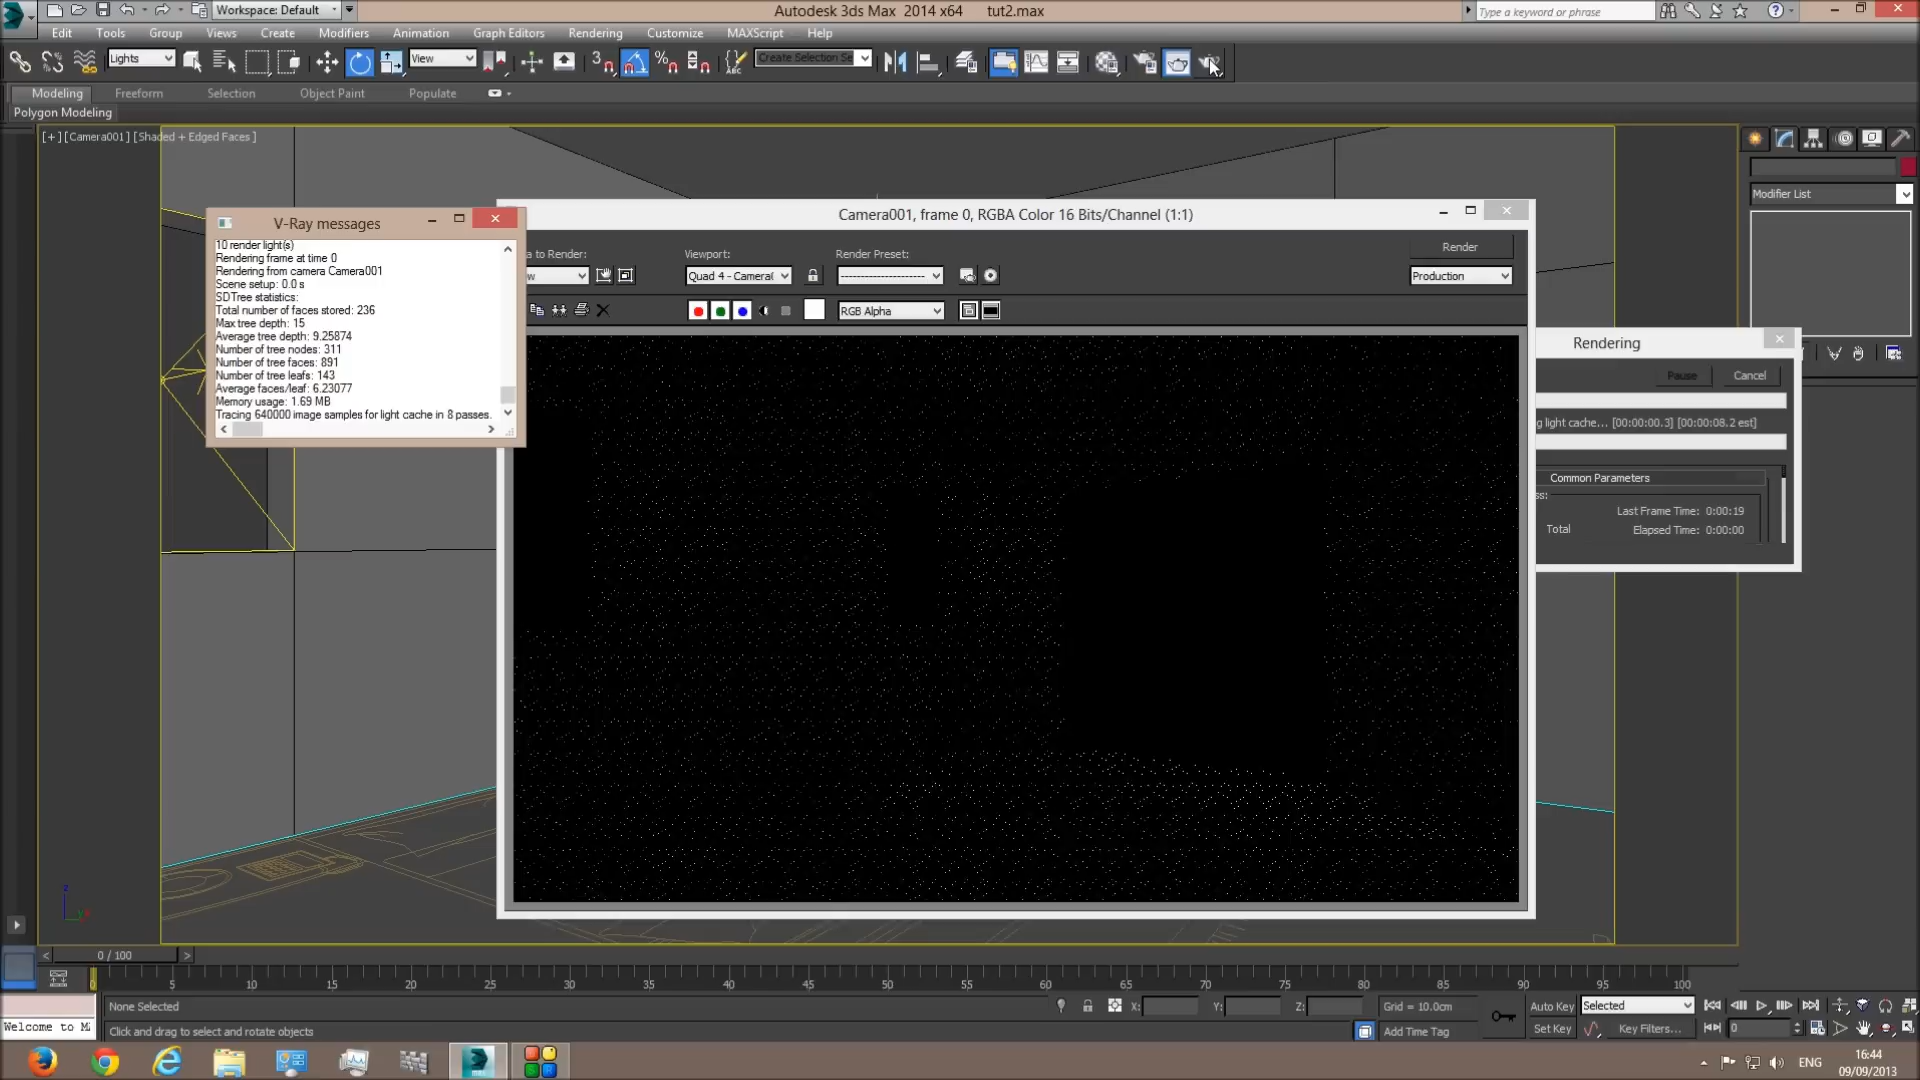 Workspace: Default
Autodesk 3ds Max 2014 x64 tut2.max
Type a keyword or phrase
Edit Tools Group Views Create Modifiers Animation Graph Editors Rendering Customize MAXScript Help
Lights
View
3
Create Selection Se
Modeling Freeform Selection Object Paint Populate
Polygon Modeling
[+][Camera001][Shaded + Edged Faces]
Modifier List
V-Ray messages
10 render light(s)
Rendering frame at time 0
Rendering from camera Camera001
Scene setup: 0.0 s
SDTree statistics:
Total number of faces stored: 236
Max tree depth: 15
Average tree depth: 9.25874
Number of tree nodes: 311
Number of tree faces: 891
Number of tree leafs: 143
Average faces/leaf: 6.23077
Memory usage: 1.69 MB
Tracing 640000 image samples for light cache in 8 passes.
Camera001, frame 0, RGBA Color 16 Bits/Channel (1:1)
a to Render:
Viewport:
Render Preset:
Render
w
Quad 4 - Camera(
Production
RGB Alpha
Rendering
Pause Cancel
g light cache... [00:00:00.3] [00:00:08.2 est]
Common Parameters
ss:
Last Frame Time: 0:00:19
Total
Elapsed Time: 0:00:00
z
0 / 100
0 5 10 15 20 25 30 35 40 45 50 55 60 65 70 75 80 85 90 95 100
None Selected
X: Y: Z:
Grid = 10.0cm
Auto Key
Selected
Welcome to M
Click and drag to select and rotate objects
Add Time Tag
Set Key
Key Filters...
0
ENG
16:44
09/09/2013